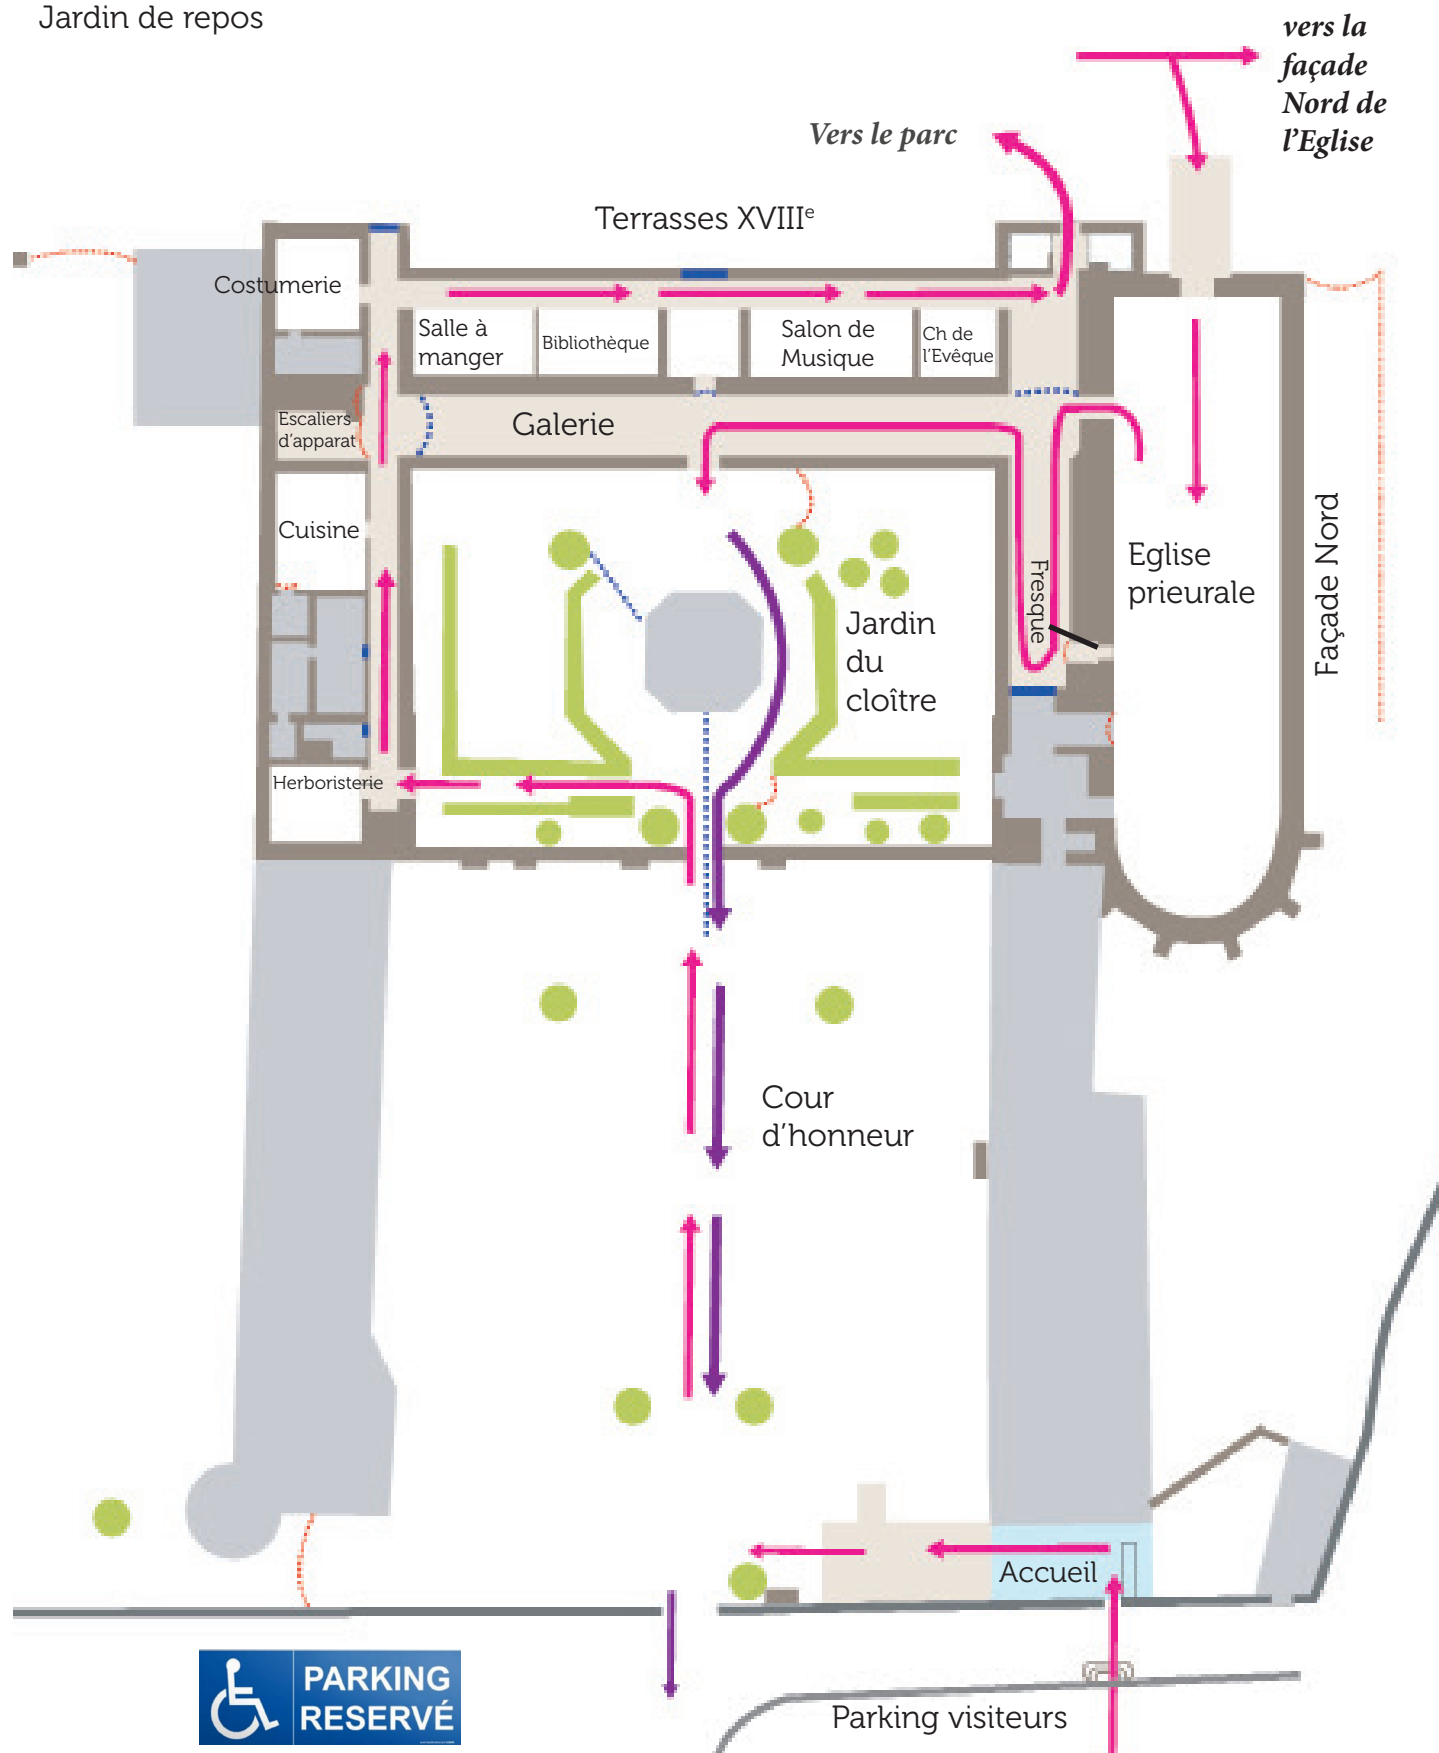 Jardin de repos
vers la
façade
Nord de
l'Eglise
Vers le parc
Terrasses XVIIIe
Costumerie
Salle à
manger
Bibliothèque
Salon de
Musique
Ch de
l'Evêque
Escaliers
d'apparat
Galerie
Cuisine
Fresque
Eglise
prieurale
Façade Nord
Jardin
du
cloître
Herboristerie
Cour
d'honneur
Accueil
PARKING
RESERVÉ
Parking visiteurs